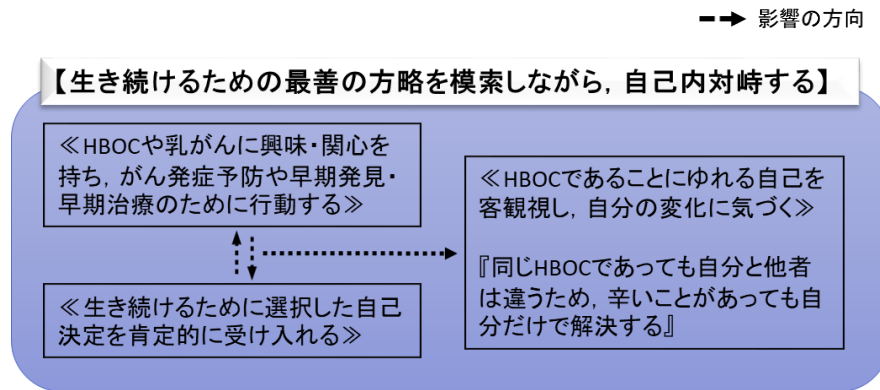 影響の方向
【生き続けるための最善の方略を模索しながら，自己内対峙する】
≪HBOCや乳がんに興味・関心を
持ち，がん発症予防や早期発見・
早期治療のために行動する≫
≪生き続けるために選択した自己
決定を肯定的に受け入れる≫
≪HBOCであることにゆれる自己を
客観視し，自分の変化に気づく≫
『同じHBOCであっても自分と他者
は違うため，辛いことがあっても自
分だけで解決する』